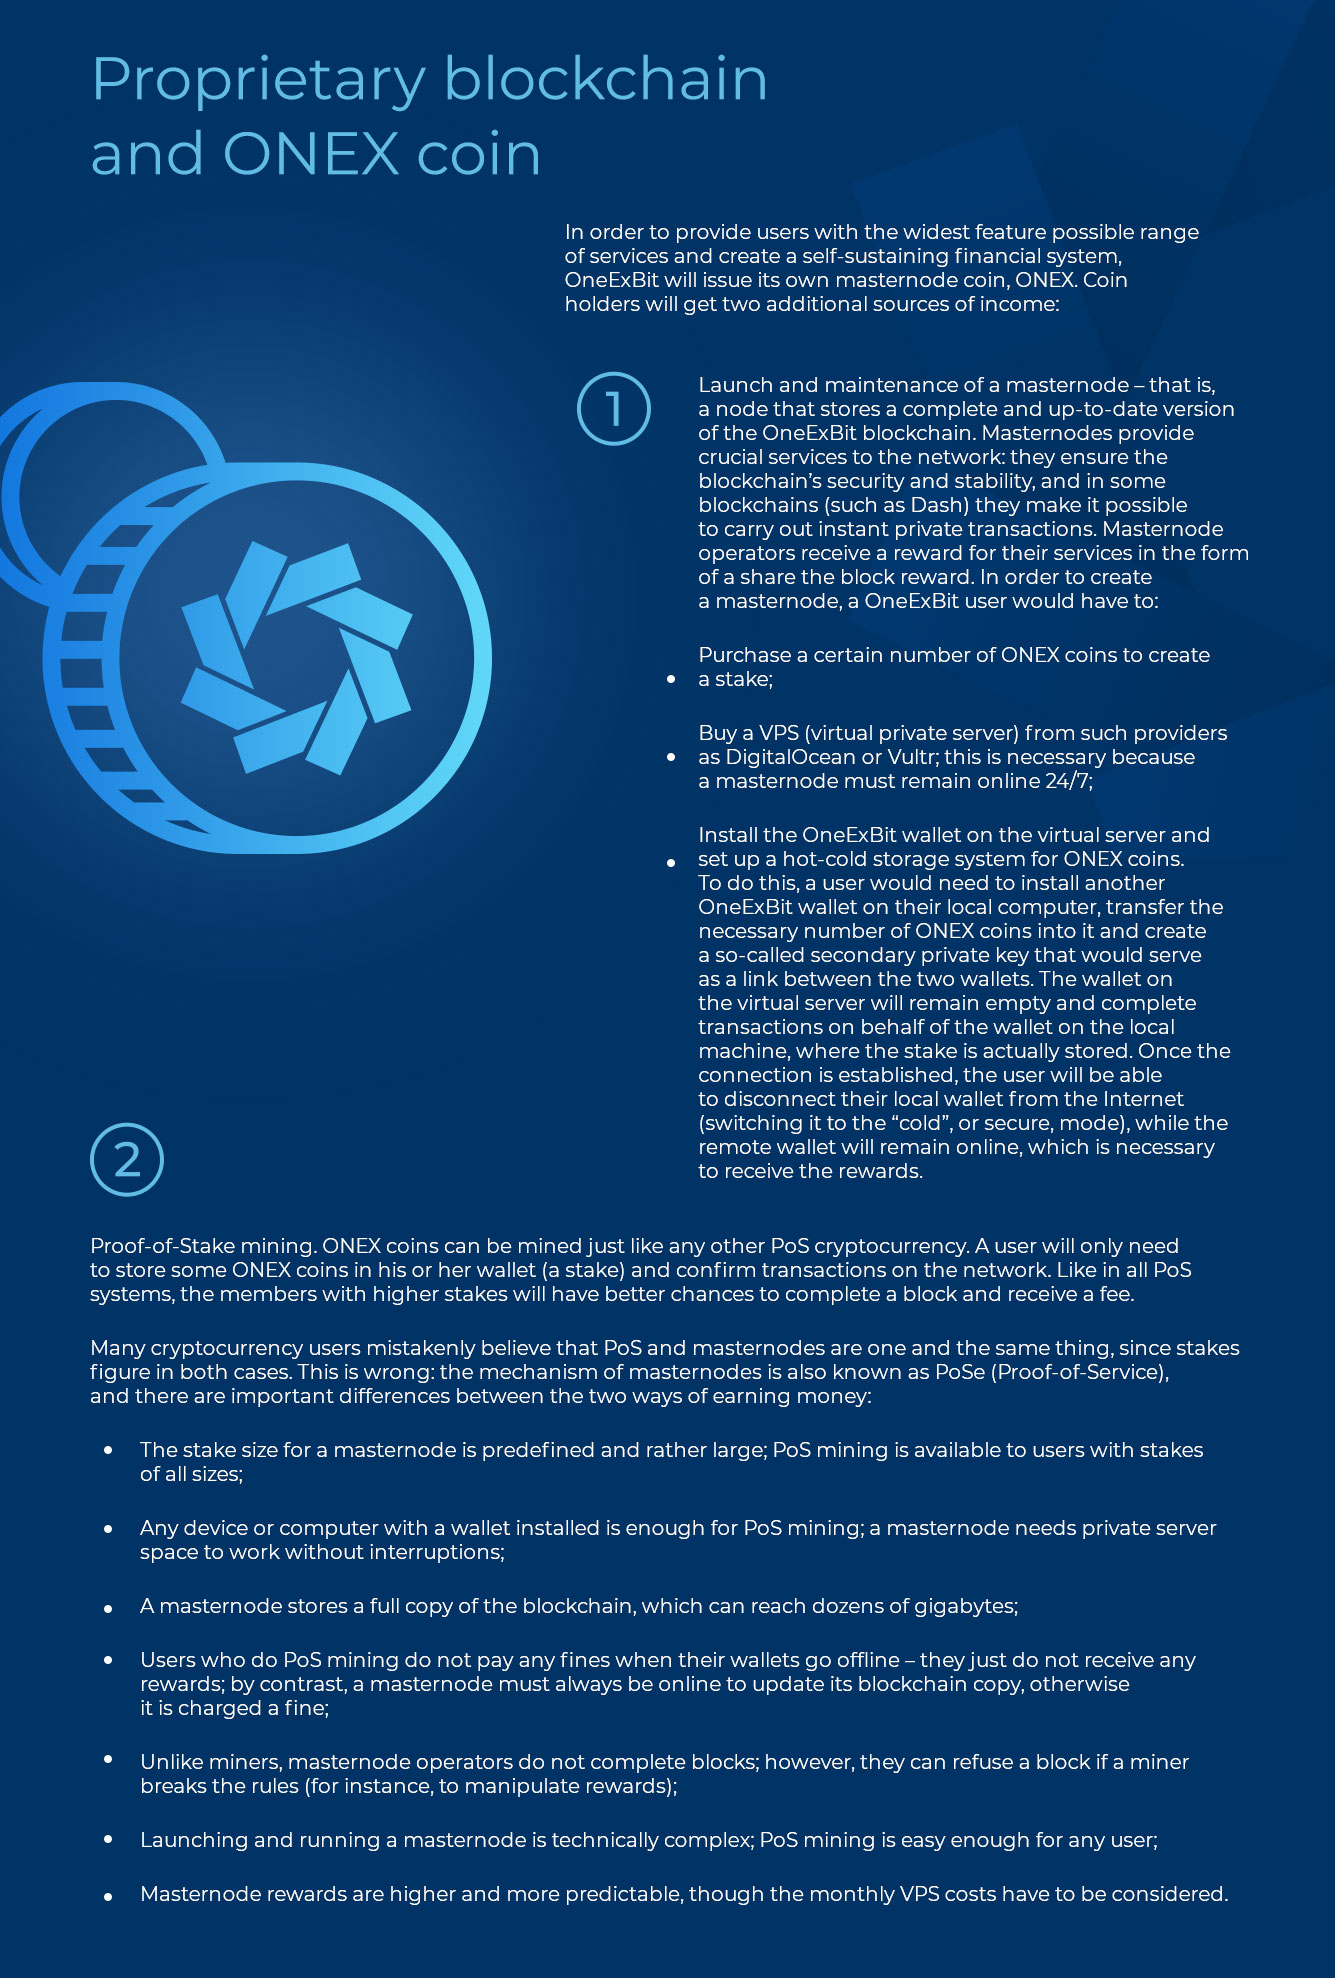 Proprietary blockchain
and ONEX coin
In order to provide users with the widest feature possible range
of services and create a self-sustaining financial system,
OneExBit will issue its own masternode coin, ONEX. Coin
holders will get two additional sources of income:
1
Launch and maintenance of a masternode – that is,
a node that stores a complete and up-to-date version
of the OneExBit blockchain. Masternodes provide
crucial services to the network: they ensure the
blockchain’s security and stability, and in some
blockchains (such as Dash) they make it possible
to carry out instant private transactions. Masternode
operators receive a reward for their services in the form
of a share the block reward. In order to create
a masternode, a OneExBit user would have to:
Purchase a certain number of ONEX coins to create
• a stake;
Buy a VPS (virtual private server) from such providers
• as DigitalOcean or Vultr; this is necessary because
a masternode must remain online 24/7;
Install the OneExBit wallet on the virtual server and
• set up a hot-cold storage system for ONEX coins.
To do this, a user would need to install another
OneExBit wallet on their local computer, transfer the
necessary number of ONEX coins into it and create
a so-called secondary private key that would serve
as a link between the two wallets. The wallet on
the virtual server will remain empty and complete
transactions on behalf of the wallet on the local
machine, where the stake is actually stored. Once the
connection is established, the user will be able
to disconnect their local wallet from the Internet
(switching it to the “cold”, or secure, mode), while the
remote wallet will remain online, which is necessary
to receive the rewards.
2
Proof-of-Stake mining. ONEX coins can be mined just like any other PoS cryptocurrency. A user will only need
to store some ONEX coins in his or her wallet (a stake) and confirm transactions on the network. Like in all PoS
systems, the members with higher stakes will have better chances to complete a block and receive a fee.
Many cryptocurrency users mistakenly believe that PoS and masternodes are one and the same thing, since stakes
figure in both cases. This is wrong: the mechanism of masternodes is also known as PoSe (Proof-of-Service),
and there are important differences between the two ways of earning money:
• The stake size for a masternode is predefined and rather large; PoS mining is available to users with stakes
of all sizes;
• Any device or computer with a wallet installed is enough for PoS mining; a masternode needs private server
space to work without interruptions;
• A masternode stores a full copy of the blockchain, which can reach dozens of gigabytes;
• Users who do PoS mining do not pay any fines when their wallets go offline – they just do not receive any
rewards; by contrast, a masternode must always be online to update its blockchain copy, otherwise
it is charged a fine;
• Unlike miners, masternode operators do not complete blocks; however, they can refuse a block if a miner
breaks the rules (for instance, to manipulate rewards);
• Launching and running a masternode is technically complex; PoS mining is easy enough for any user;
• Masternode rewards are higher and more predictable, though the monthly VPS costs have to be considered.